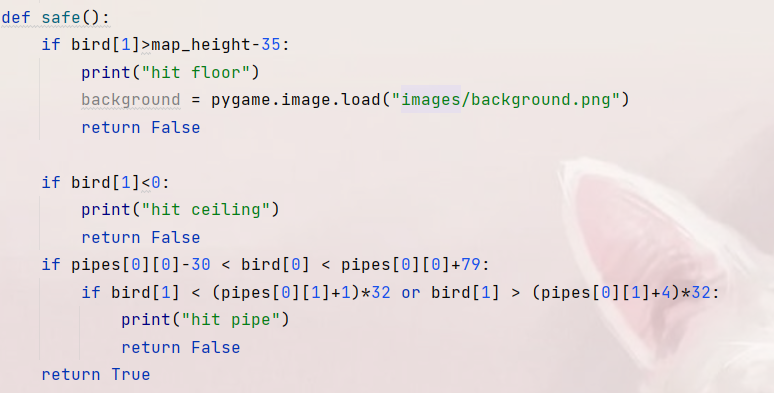 def safe():
    if bird[1]>map_height-35:
        print("hit floor")
        background = pygame.image.load("images/background.png")
        return False

    if bird[1]<0:
        print("hit ceiling")
        return False
    if pipes[0][0]-30 < bird[0] < pipes[0][0]+79:
        if bird[1] < (pipes[0][1]+1)*32 or bird[1] > (pipes[0][1]+4)*32:
            print("hit pipe")
            return False
    return True